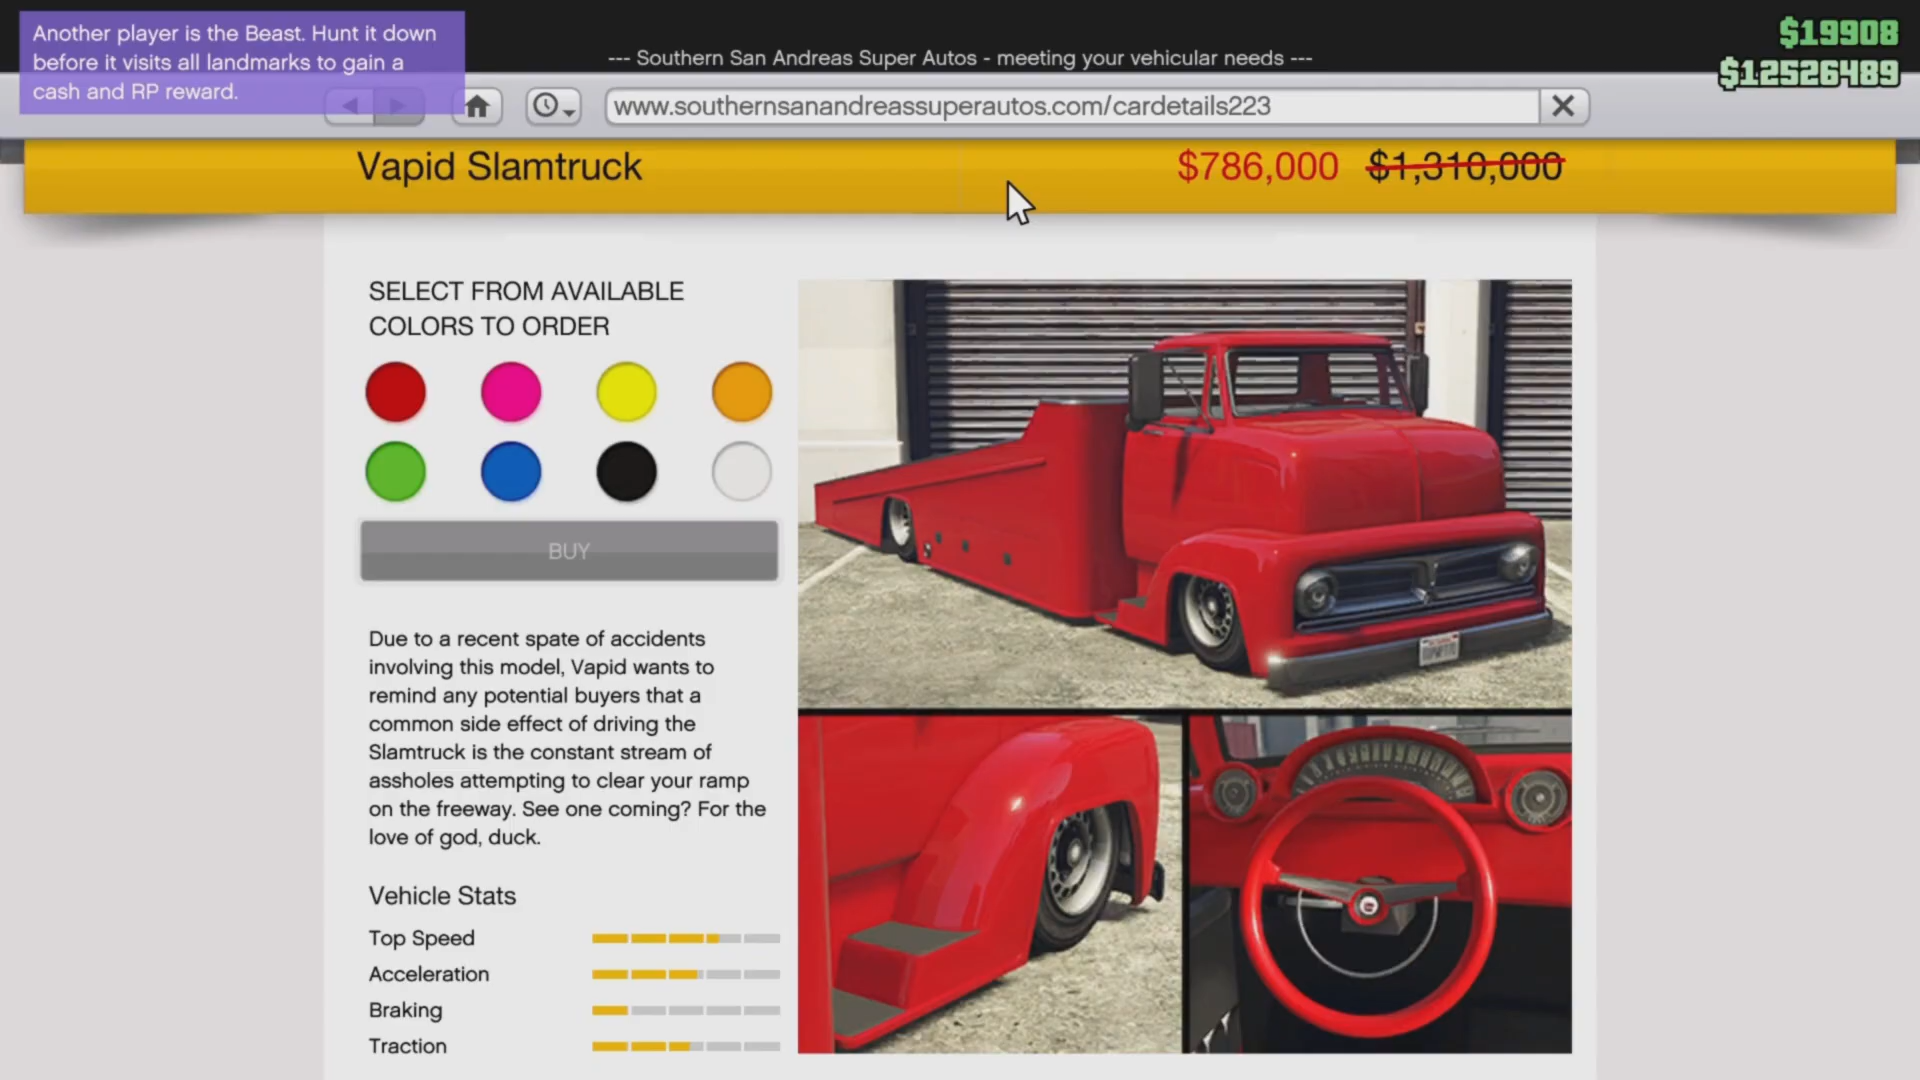 Another player is the Beast. Hunt it down
before it visits all landmarks to gain a
cash and RP reward.
--- Southern San Andreas Super Autos - meeting your vehicular needs ---
$19908
$12526489
www.southernsanandreassuperautos.com/cardetails223
Vapid Slamtruck
$786,000 $1,310,000
SELECT FROM AVAILABLE
COLORS TO ORDER
BUY
Due to a recent spate of accidents
involving this model, Vapid wants to
remind any potential buyers that a
common side effect of driving the
Slamtruck is the constant stream of
assholes attempting to clear your ramp
on the freeway. See one coming? For the
love of god, duck.
Vehicle Stats
Top Speed
Acceleration
Braking
Traction